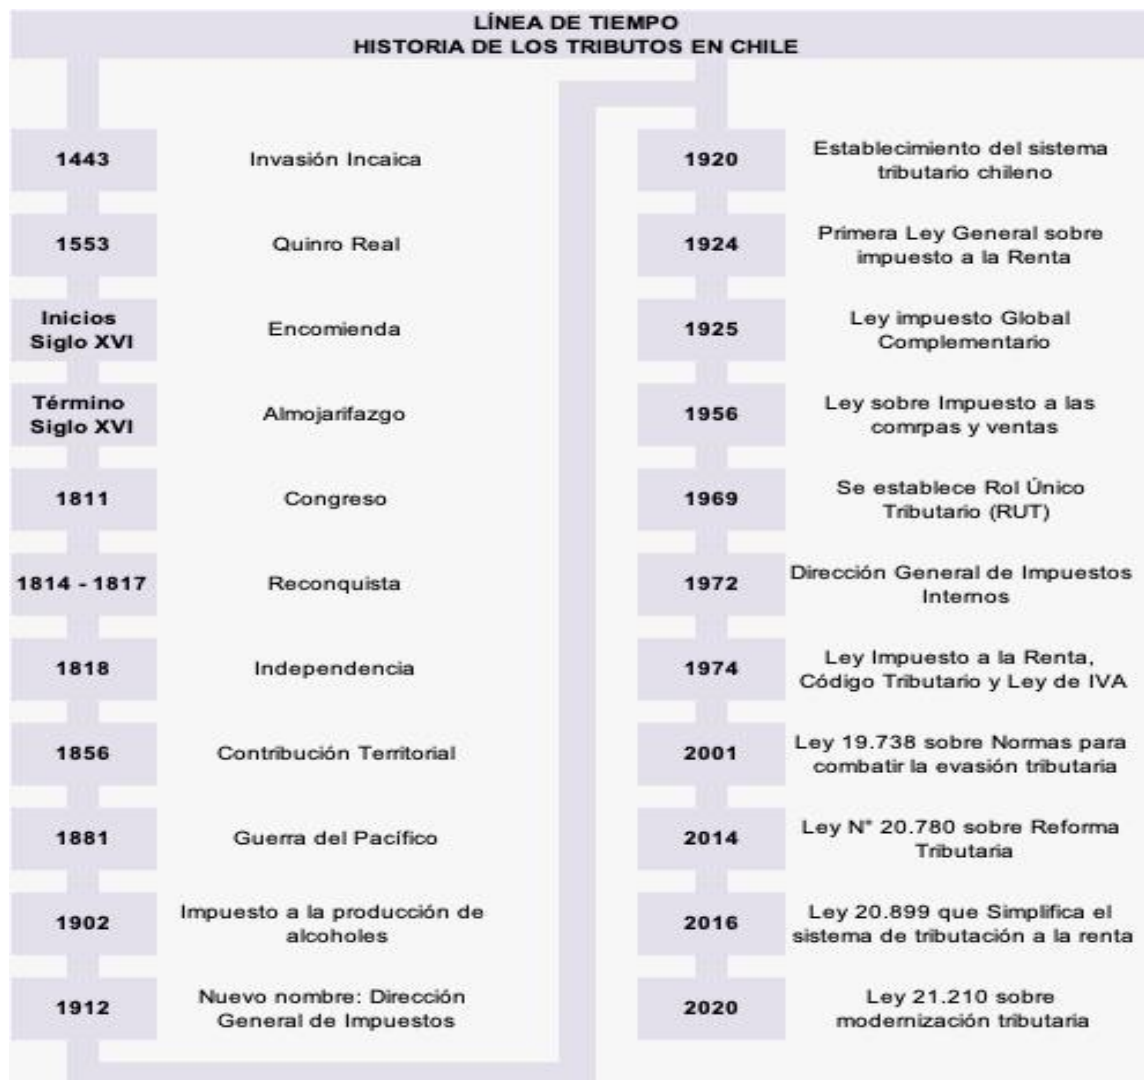 LÍNEA DE TIEMPO
HISTORIA DE LOS TRIBUTOS EN CHILE
1443
Invasión Incaica
1553
Quinro Real
Inicios
Siglo XVI
Encomienda
Término
Siglo XVI
Almojarifazgo
1811
Congreso
1814 - 1817
Reconquista
1818
Independencia
1856
Contribución Territorial
1881
Guerra del Pacífico
1902
Impuesto a la producción de
alcoholes
1912
Nuevo nombre: Dirección
General de Impuestos
1920
Establecimiento del sistema
tributario chileno
1924
Primera Ley General sobre
impuesto a la Renta
1925
Ley impuesto Global
Complementario
1956
Ley sobre Impuesto a las
comrpas y ventas
1969
Se establece Rol Único
Tributario (RUT)
1972
Dirección General de Impuestos
Internos
1974
Ley Impuesto a la Renta,
Código Tributario y Ley de IVA
2001
Ley 19.738 sobre Normas para
combatir la evasión tributaria
2014
Ley N° 20.780 sobre Reforma
Tributaria
2016
Ley 20.899 que Simplifica el
sistema de tributación a la renta
2020
Ley 21.210 sobre
modernización tributaria